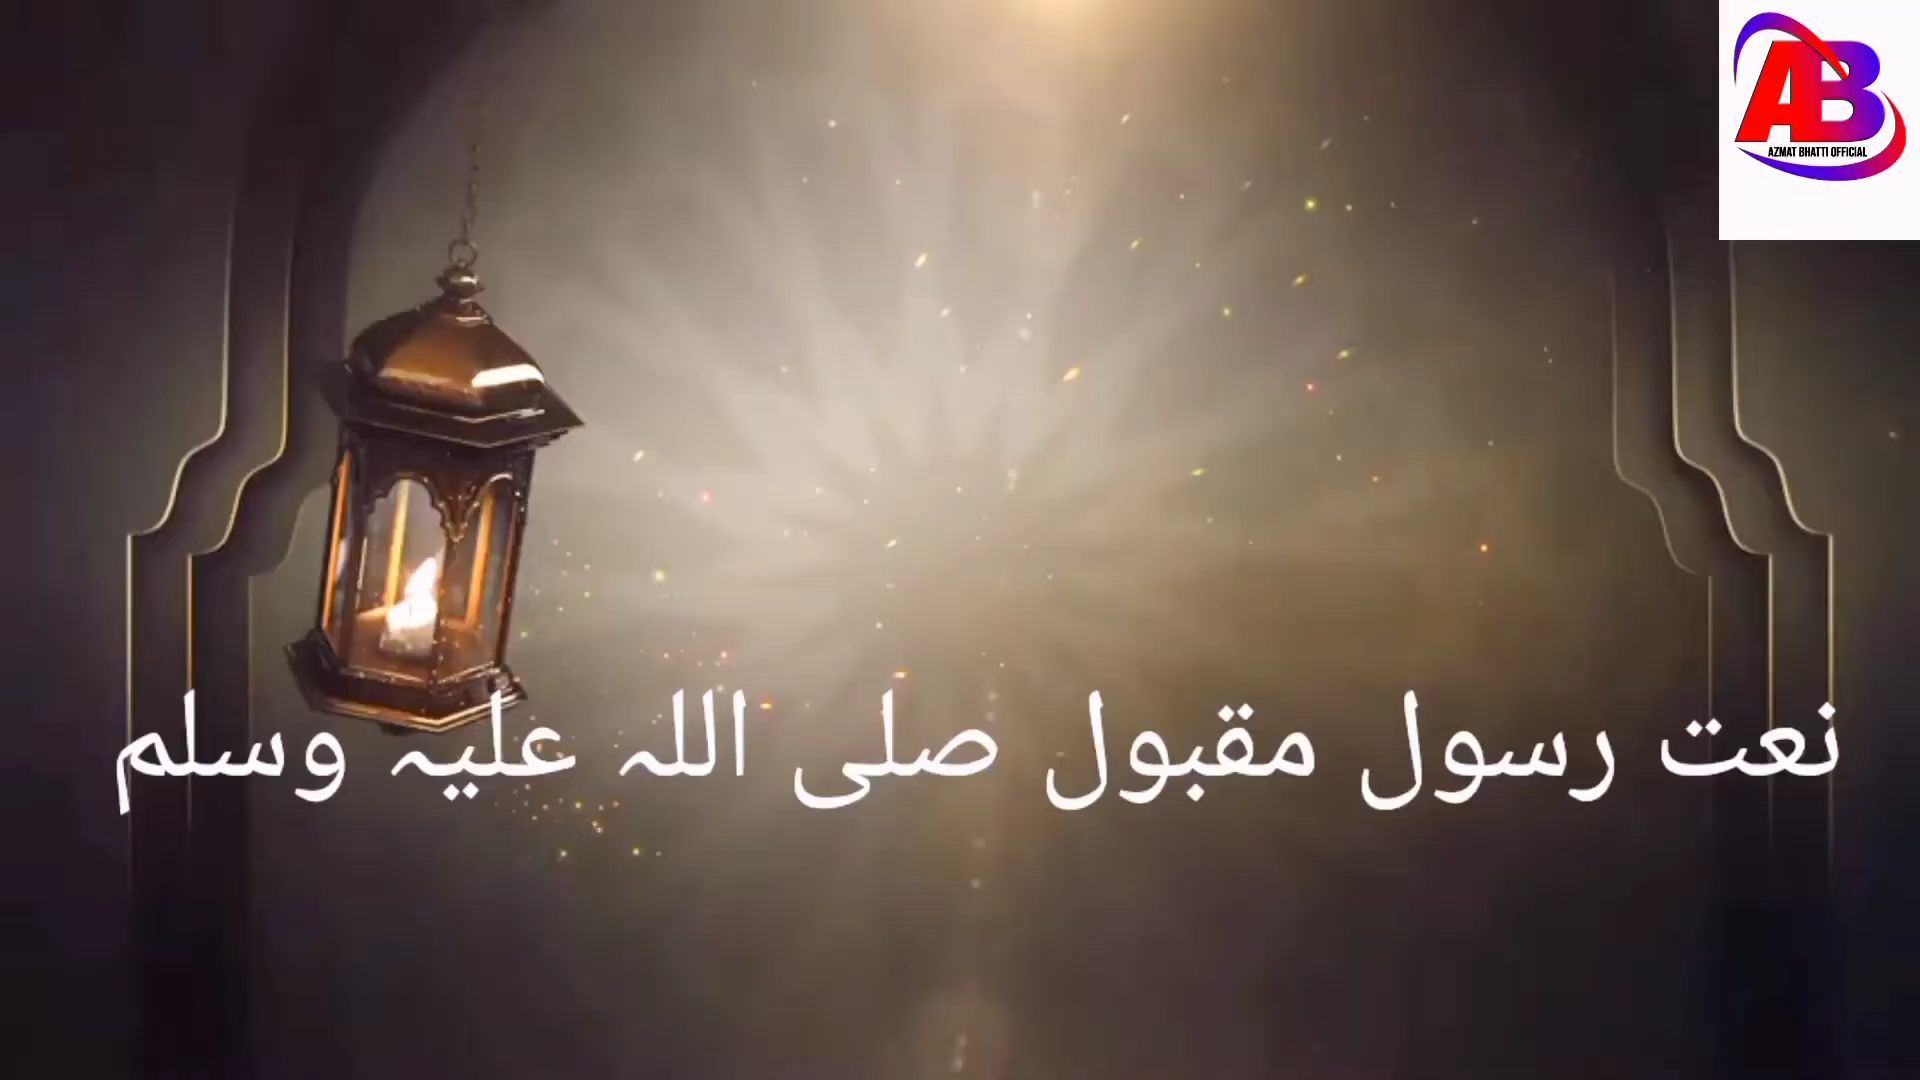 AB
AZMAT BHATTI OFFICIAL
نعت رسول مقبول صلی اللہ علیہ وسلم